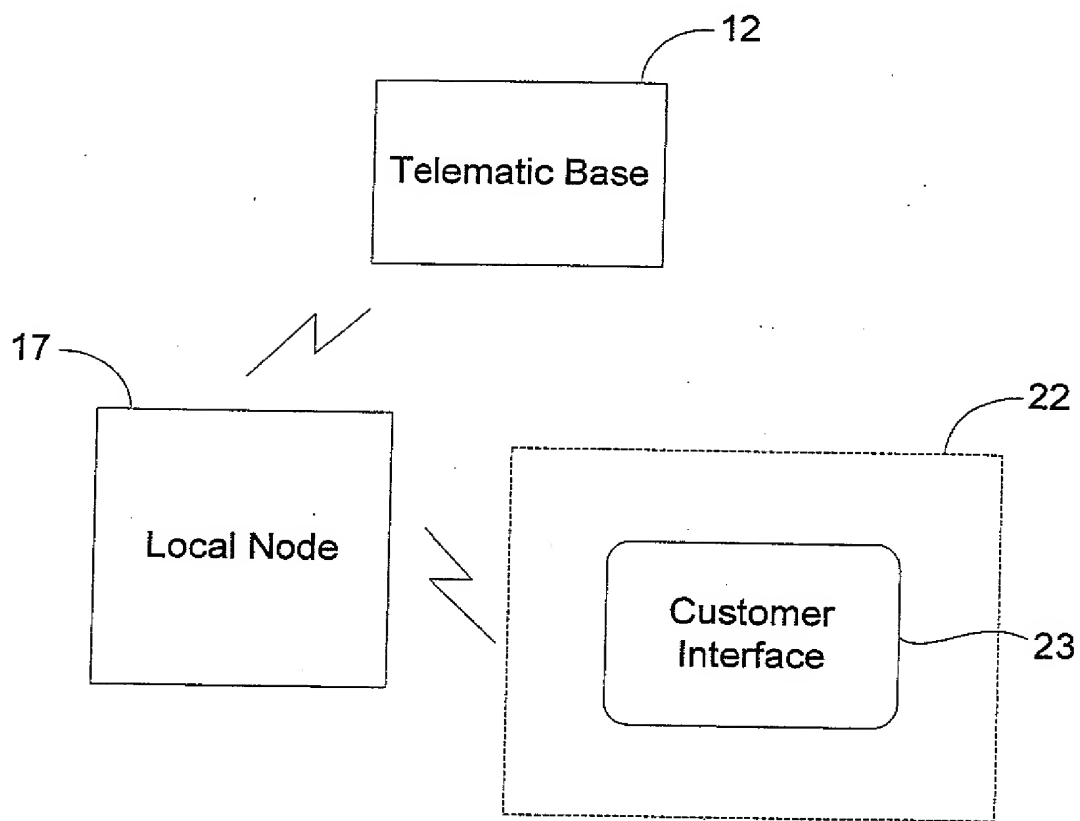 12
Telematic Base
17
22
Local Node
Customer
Interface
23